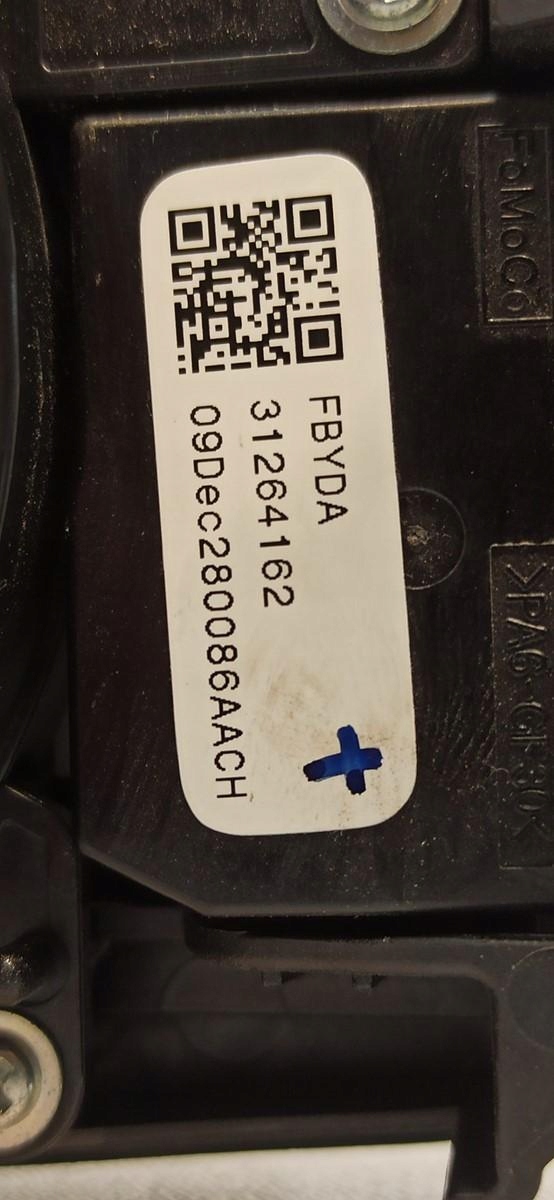 FBYDA
31264162
09Dec280086AACH
FoMoCo
>PA6-GF30<